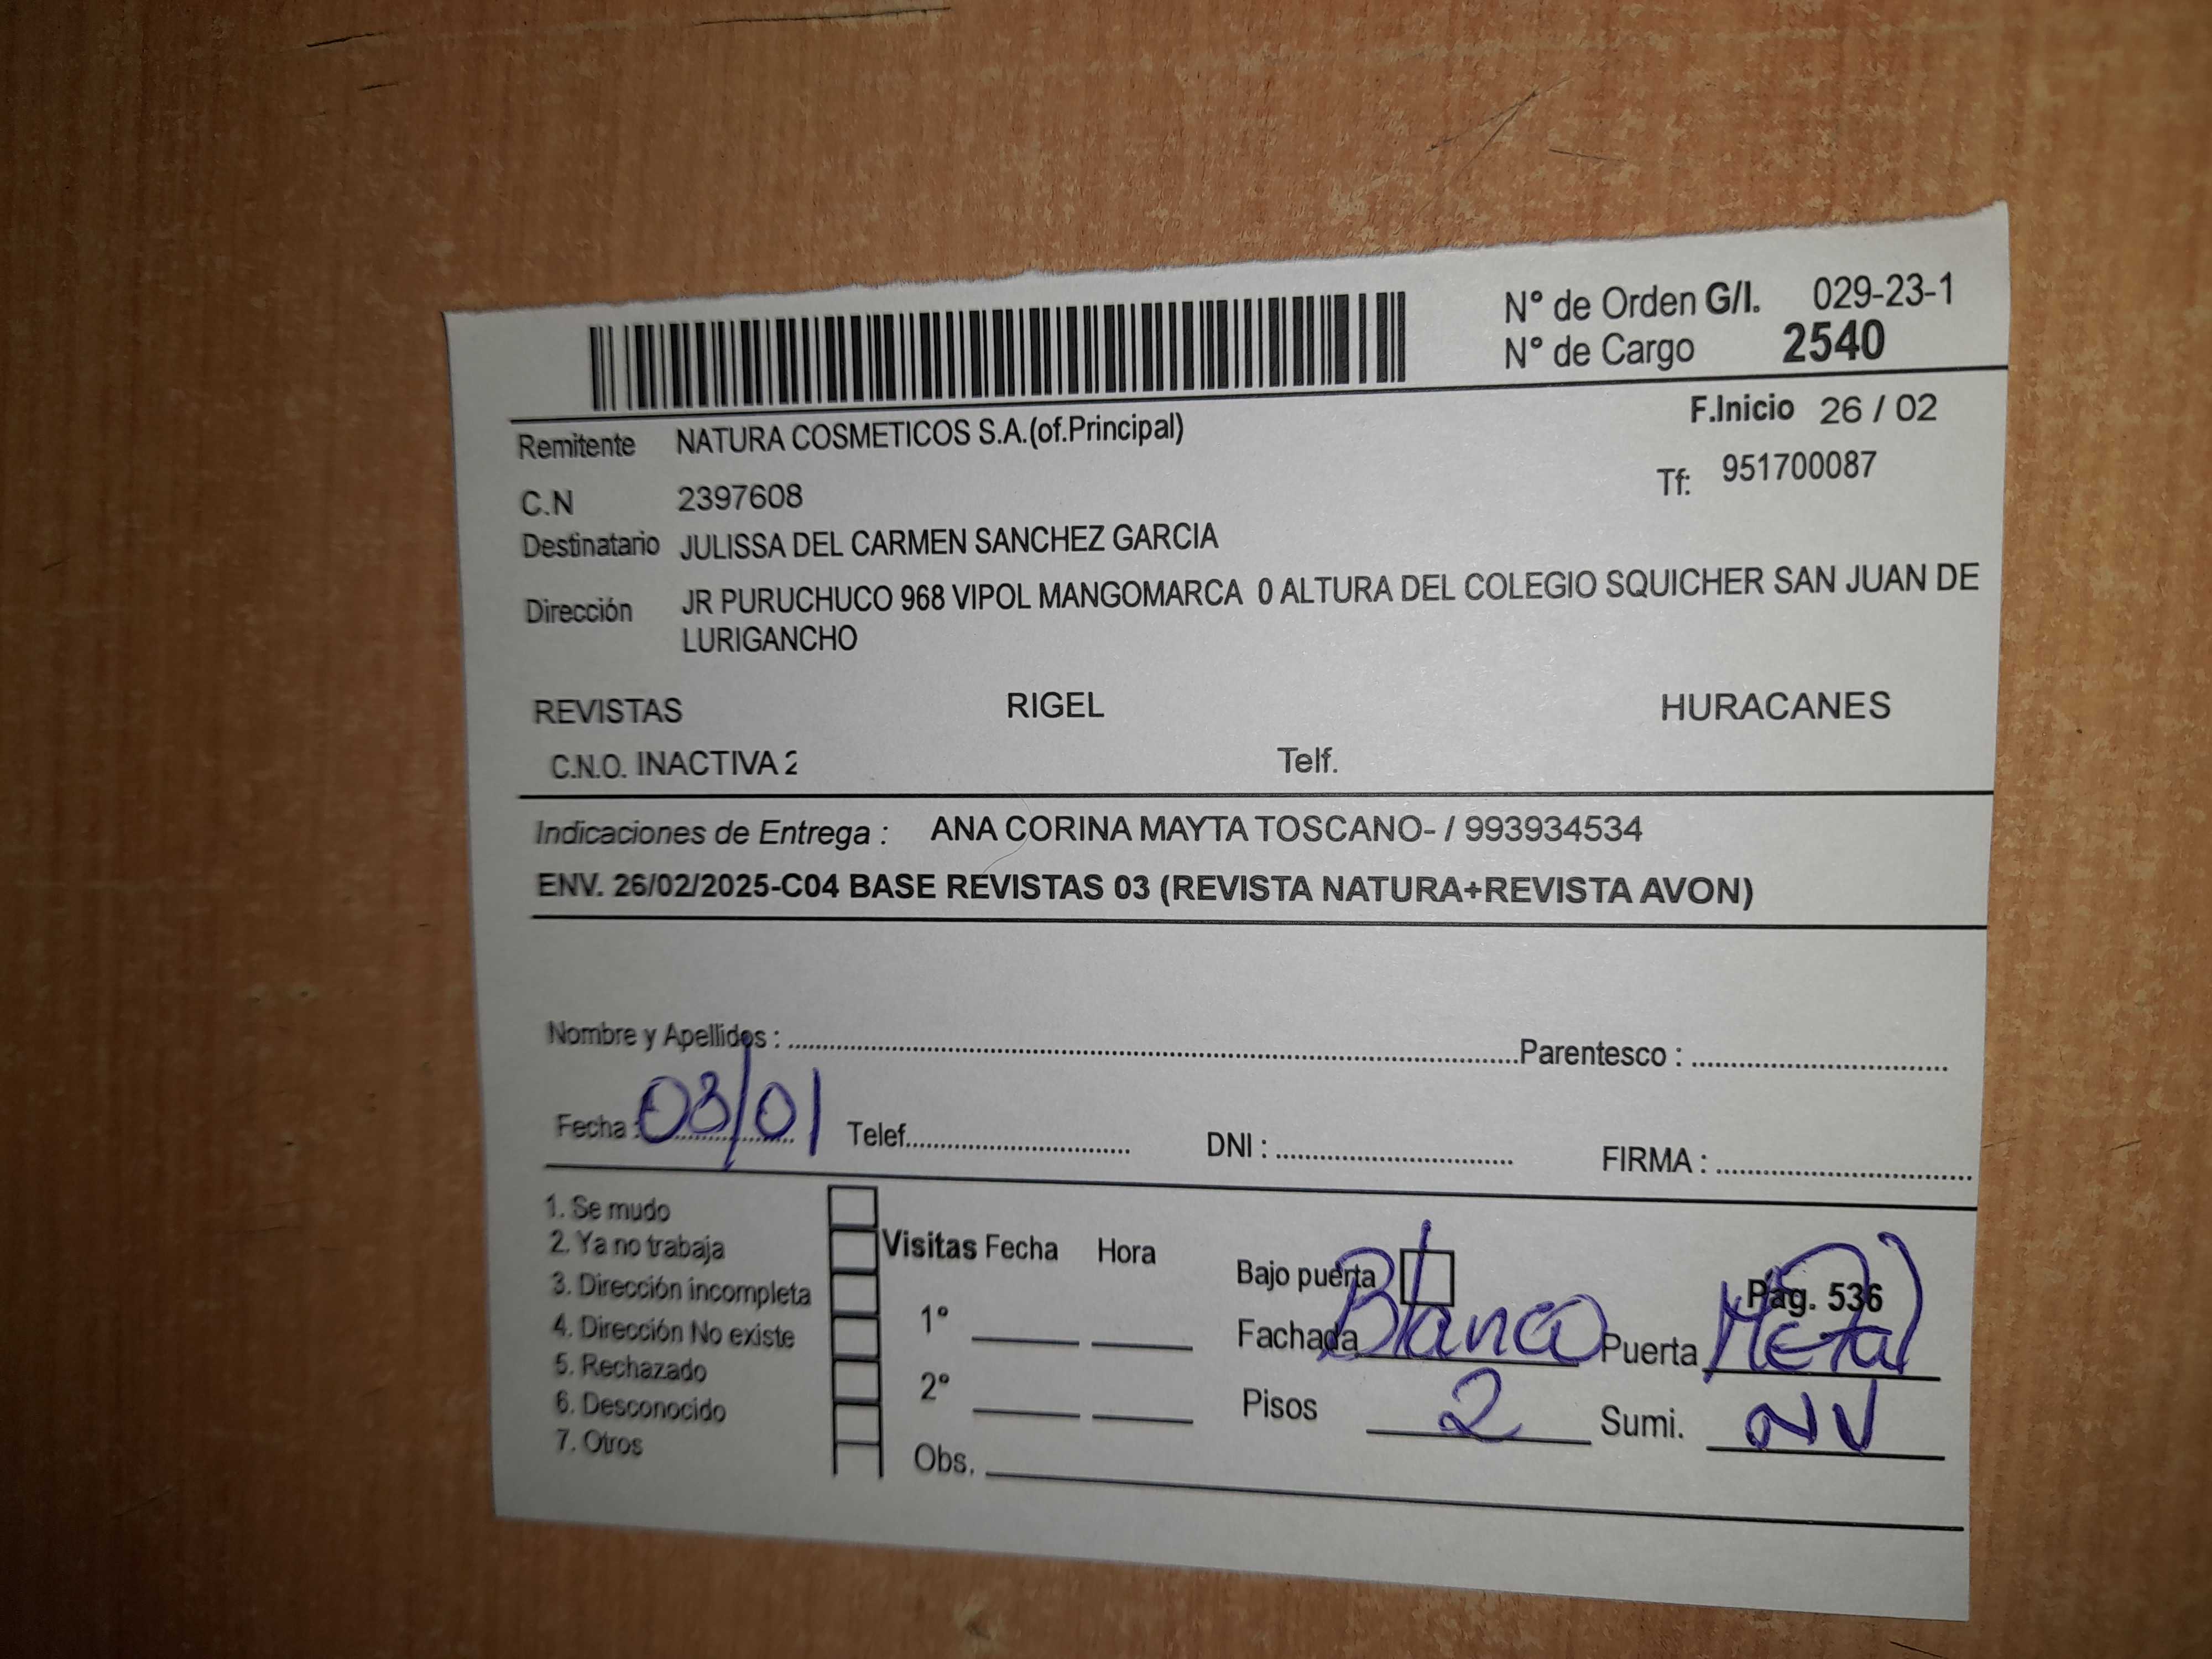 N° de Orden G/I. 029-23-1
N° de Cargo 2540
F.Inicio 26 / 02
Remitente NATURA COSMETICOS S.A.(of.Principal)
Tf: 951700087
C.N 2397608
Destinatario JULISSA DEL CARMEN SANCHEZ GARCIA
Dirección JR PURUCHUCO 968 VIPOL MANGOMARCA 0 ALTURA DEL COLEGIO SQUICHER SAN JUAN DE
LURIGANCHO
REVISTAS RIGEL HURACANES
C.N.O. INACTIVA 2 Telf.
Indicaciones de Entrega : ANA CORINA MAYTA TOSCANO- / 993934534
ENV. 26/02/2025-C04 BASE REVISTAS 03 (REVISTA NATURA+REVISTA AVON)
Nombre y Apellidos : Parentesco :
Fecha : 03/01 Telef. DNI : FIRMA :
1. Se mudo
2. Ya no trabaja
3. Dirección incompleta
4. Dirección No existe
5. Rechazado
6. Desconocido
7. Otros
Visitas Fecha Hora
1°
2°
Obs.
Bajo puerta Pág. 536
Fachada Blanco Puerta Metal
Pisos 2 Sumi. NV